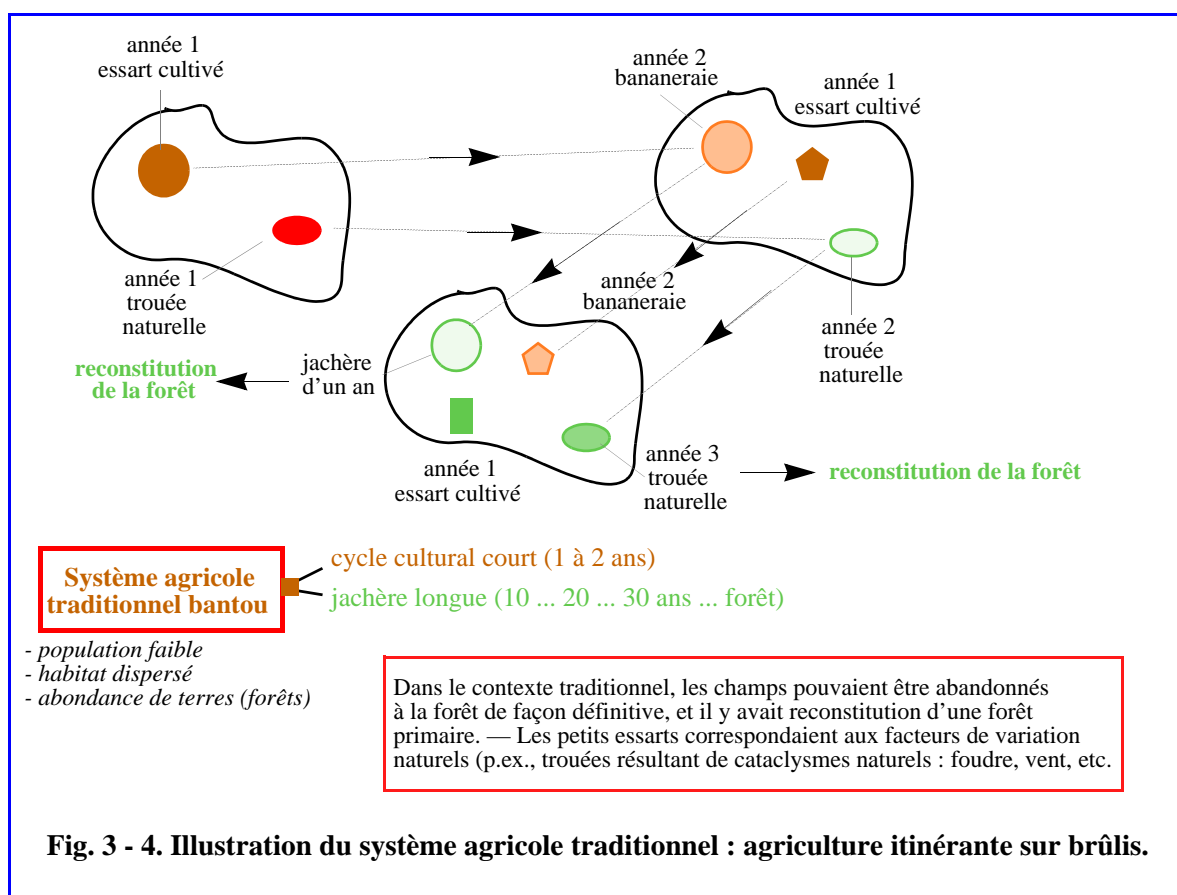 année 1
essart cultivé
année 2
bananeraie
année 1
essart cultivé
année 1
trouée
naturelle
année 2
bananeraie
année 2
trouée
naturelle
reconstitution
de la forêt
jachère
d’un an
année 1
essart cultivé
année 3
trouée
naturelle
reconstitution de la forêt
Système agricole
traditionnel bantou
cycle cultural court (1 à 2 ans)
jachère longue (10 ... 20 ... 30 ans ... forêt)
- population faible
- habitat dispersé
- abondance de terres (forêts)
Dans le contexte traditionnel, les champs pouvaient être abandonnés
à la forêt de façon définitive, et il y avait reconstitution d’une forêt
primaire. — Les petits essarts correspondaient aux facteurs de variation
naturels (p.ex., trouées résultant de cataclysmes naturels : foudre, vent, etc.
Fig. 3 - 4. Illustration du système agricole traditionnel : agriculture itinérante sur brûlis.